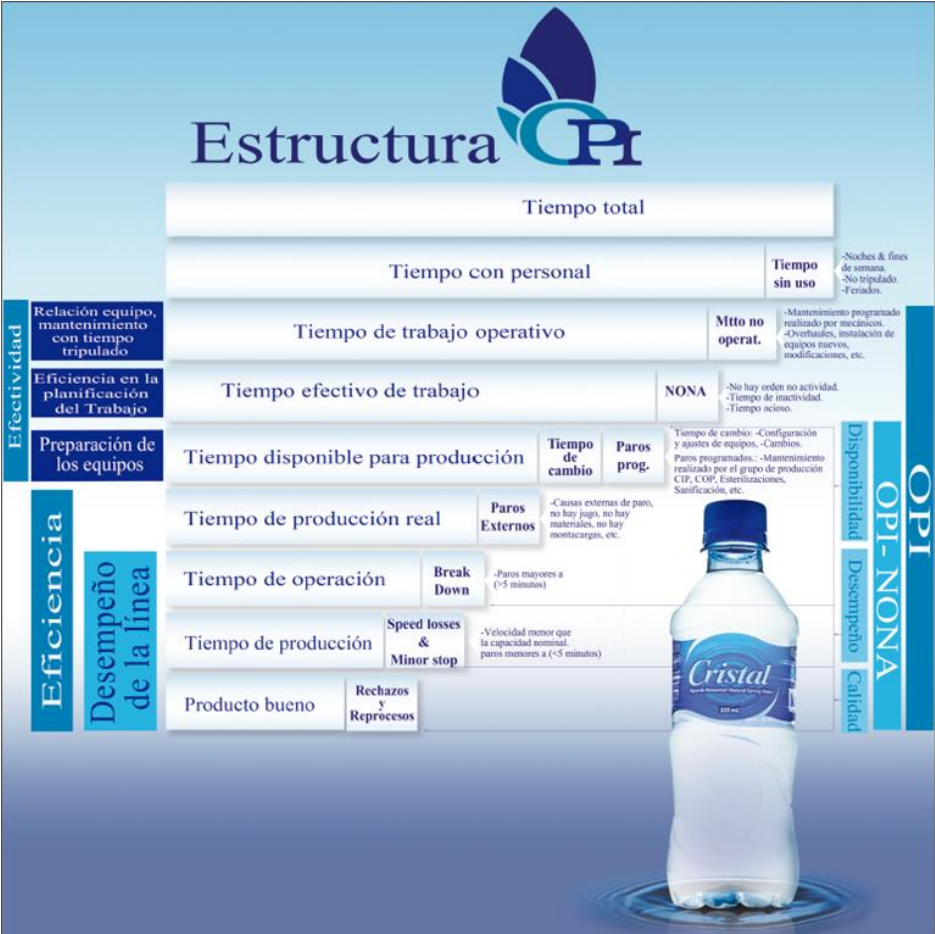 Estructura OPI
Tiempo total
Tiempo con personal
Tiempo
sin uso
-Noches & fines
de semana.
-No tripulado.
-Feriados.
Efectividad
Relación equipo,
mantenimiento
con tiempo
tripulado
Tiempo de trabajo operativo
Mtto no
operat.
-Mantenimiento programado
realizado por mecánicos.
-Overhaules, instalación de
equipos nuevos,
modificaciones, etc.
Eficiencia en la
planificación
del Trabajo
Tiempo efectivo de trabajo
NONA
-No hay orden no actividad.
-Tiempo de inactividad.
-Tiempo ocioso.
Preparación de
los equipos
Tiempo disponible para producción
Tiempo
de
cambio
Paros
prog.
Tiempo de cambio: -Configuración
y ajustes de equipos, -Cambios.
Paros programados.: -Mantenimiento
realizado por el grupo de producción
CIP, COP, Esterilizaciones,
Sanificación, etc.
Eficiencia
Desempeño
de la línea
Tiempo de producción real
Paros
Externos
-Causas externas de paro,
no hay jugo, no hay
materiales, no hay
montacargas, etc.
Tiempo de operación
Break
Down
-Paros mayores a
(>5 minutos)
Tiempo de producción
Speed losses
&
Minor stop
-Velocidad menor que
la capacidad nominal.
paros menores a (<5 minutos)
Producto bueno
Rechazos
y
Reprocesos
Disponibilidad
Desempeño
Calidad
OPI-NONA
OPI
Cristal